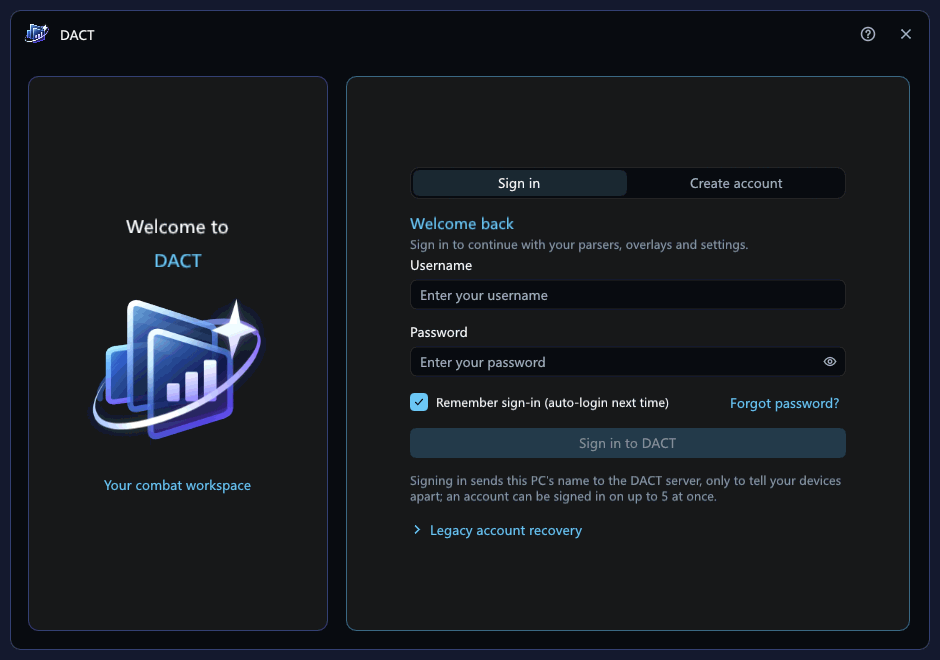 DACT
Welcome to
DACT
Your combat workspace
Sign in
Create account
Welcome back
Sign in to continue with your parsers, overlays and settings.
Username
Enter your username
Password
Enter your password
Remember sign-in (auto-login next time)
Forgot password?
Sign in to DACT
Signing in sends this PC's name to the DACT server, only to tell your devices
apart; an account can be signed in on up to 5 at once.
Legacy account recovery